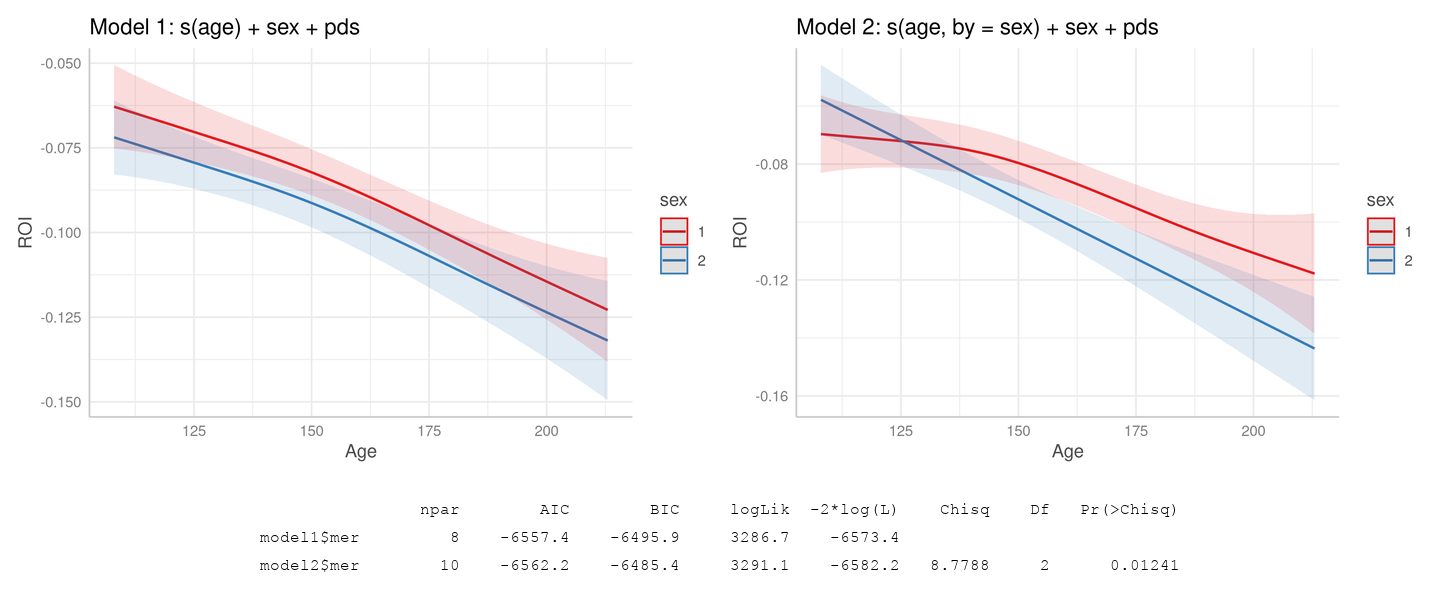 Model 1: s(age) + sex + pds
-0.050
-0.075
-0.100
-0.125
-0.150
ROI
125 150 175 200
Age
sex
1
2
Model 2: s(age, by = sex) + sex + pds
-0.08
-0.12
-0.16
ROI
125 150 175 200
Age
sex
1
2
npar AIC BIC logLik -2*log(L) Chisq Df Pr(>Chisq)
model1$mer 8 -6557.4 -6495.9 3286.7 -6573.4
model2$mer 10 -6562.2 -6485.4 3291.1 -6582.2 8.7788 2 0.01241